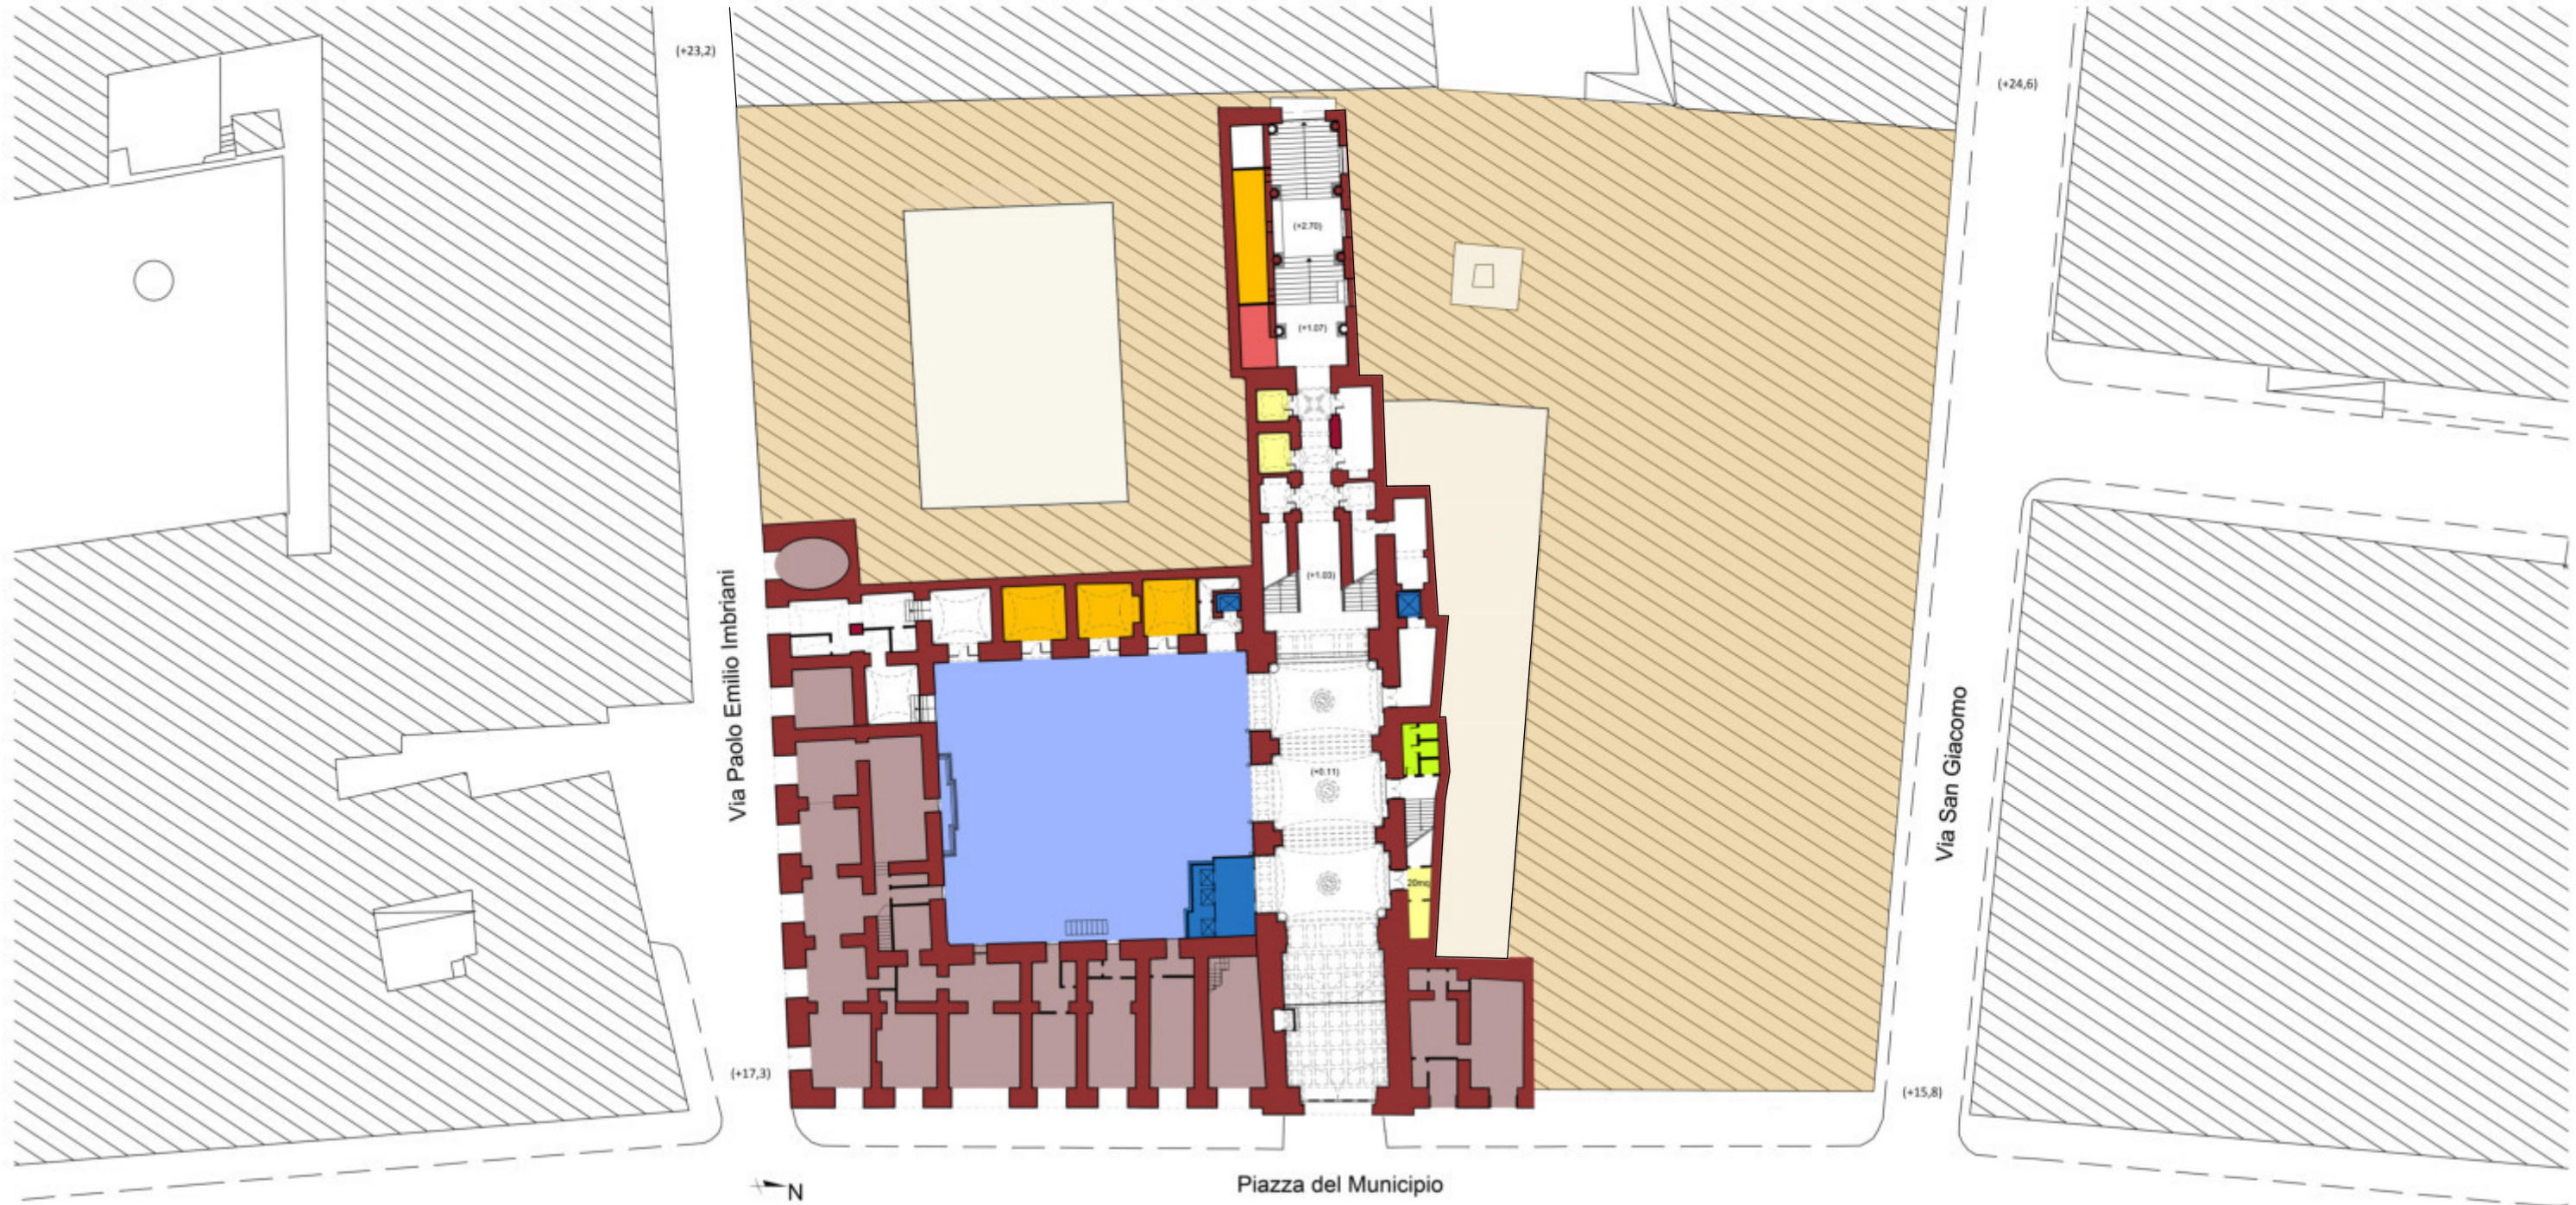 (+23,2)
(+24,6)
(+2.70)
(+1.07)
(+1.03)
Via Paolo Emilio Imbriani
Via San Giacomo
(+0.11)
20mq
(+17,3)
(+15,8)
N
Piazza del Municipio